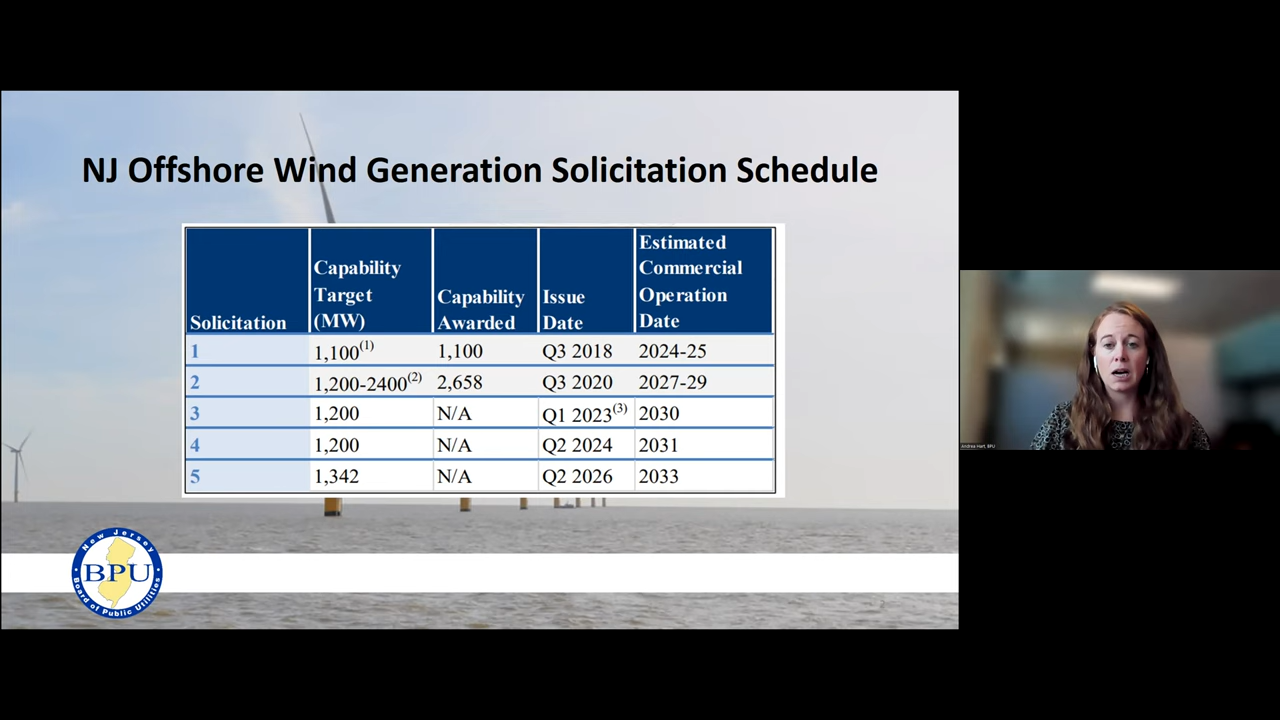 NJ Offshore Wind Generation Solicitation Schedule
Solicitation Capability Target (MW) Capability Awarded Issue Date Estimated Commercial Operation Date
1 1,100(1) 1,100 Q3 2018 2024-25
2 1,200-2400(2) 2,658 Q3 2020 2027-29
3 1,200 N/A Q1 2023(3) 2030
4 1,200 N/A Q2 2024 2031
5 1,342 N/A Q2 2026 2033
New Jersey
BPU
Board of Public Utilities
Andrea Hart, BPU